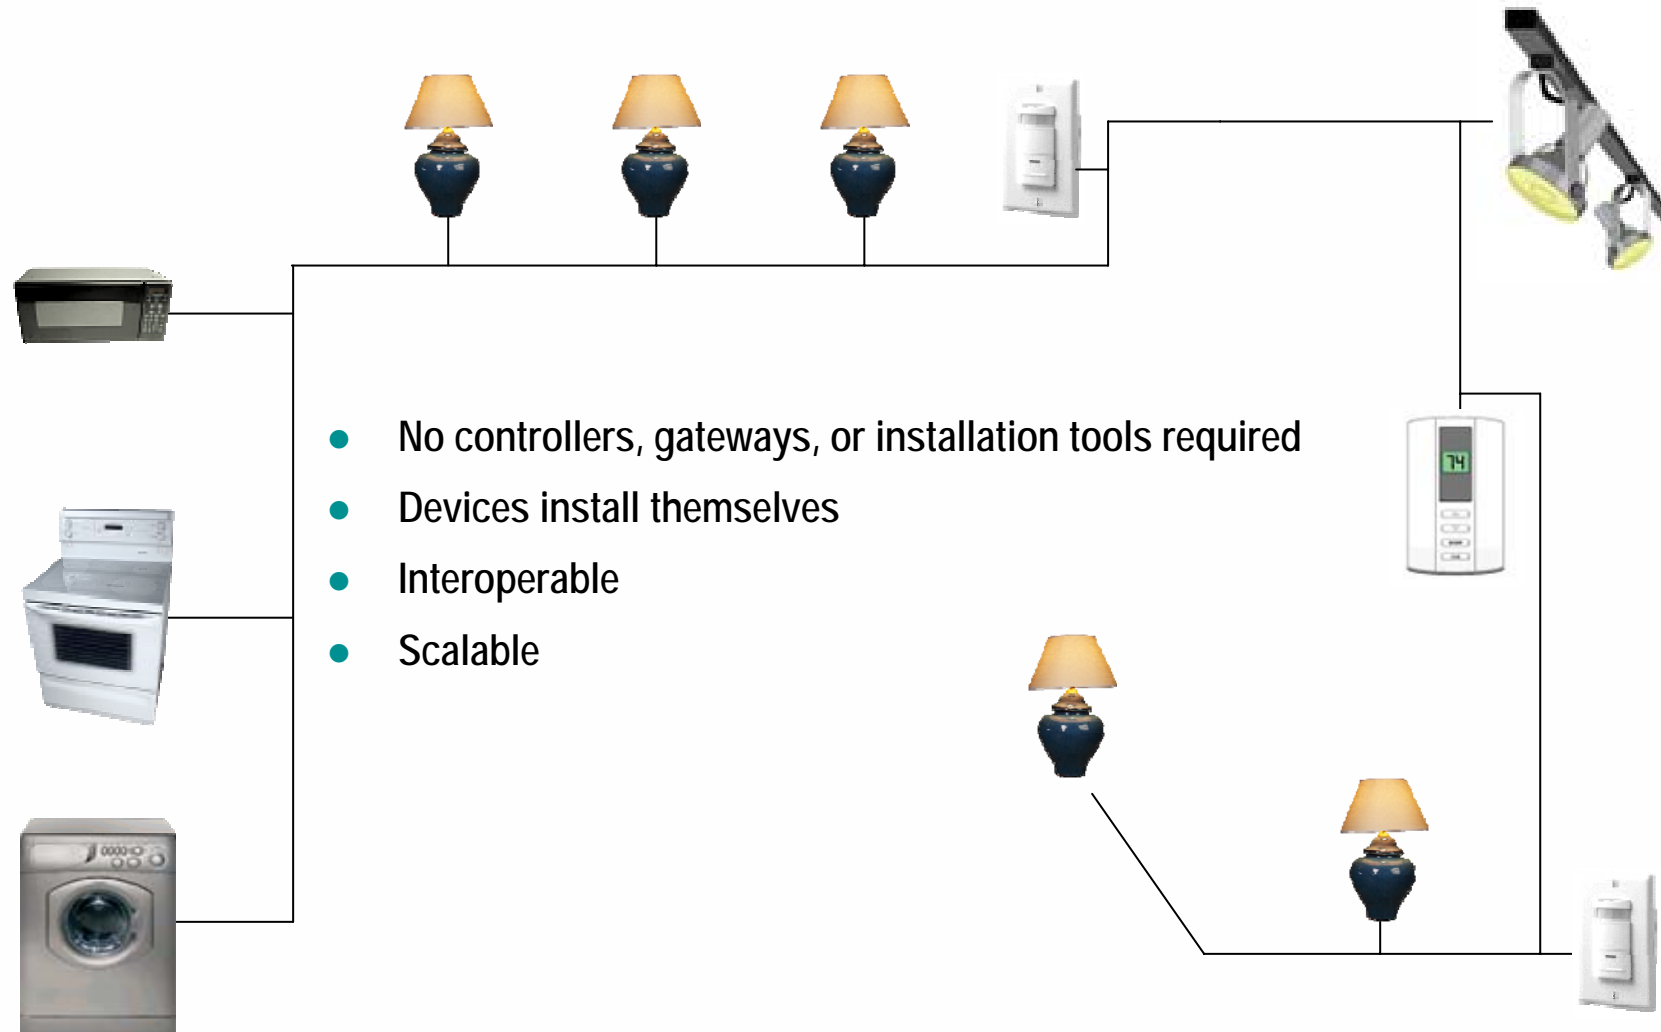 No controllers, gateways, or installation tools required
Devices install themselves
Interoperable
Scalable
74